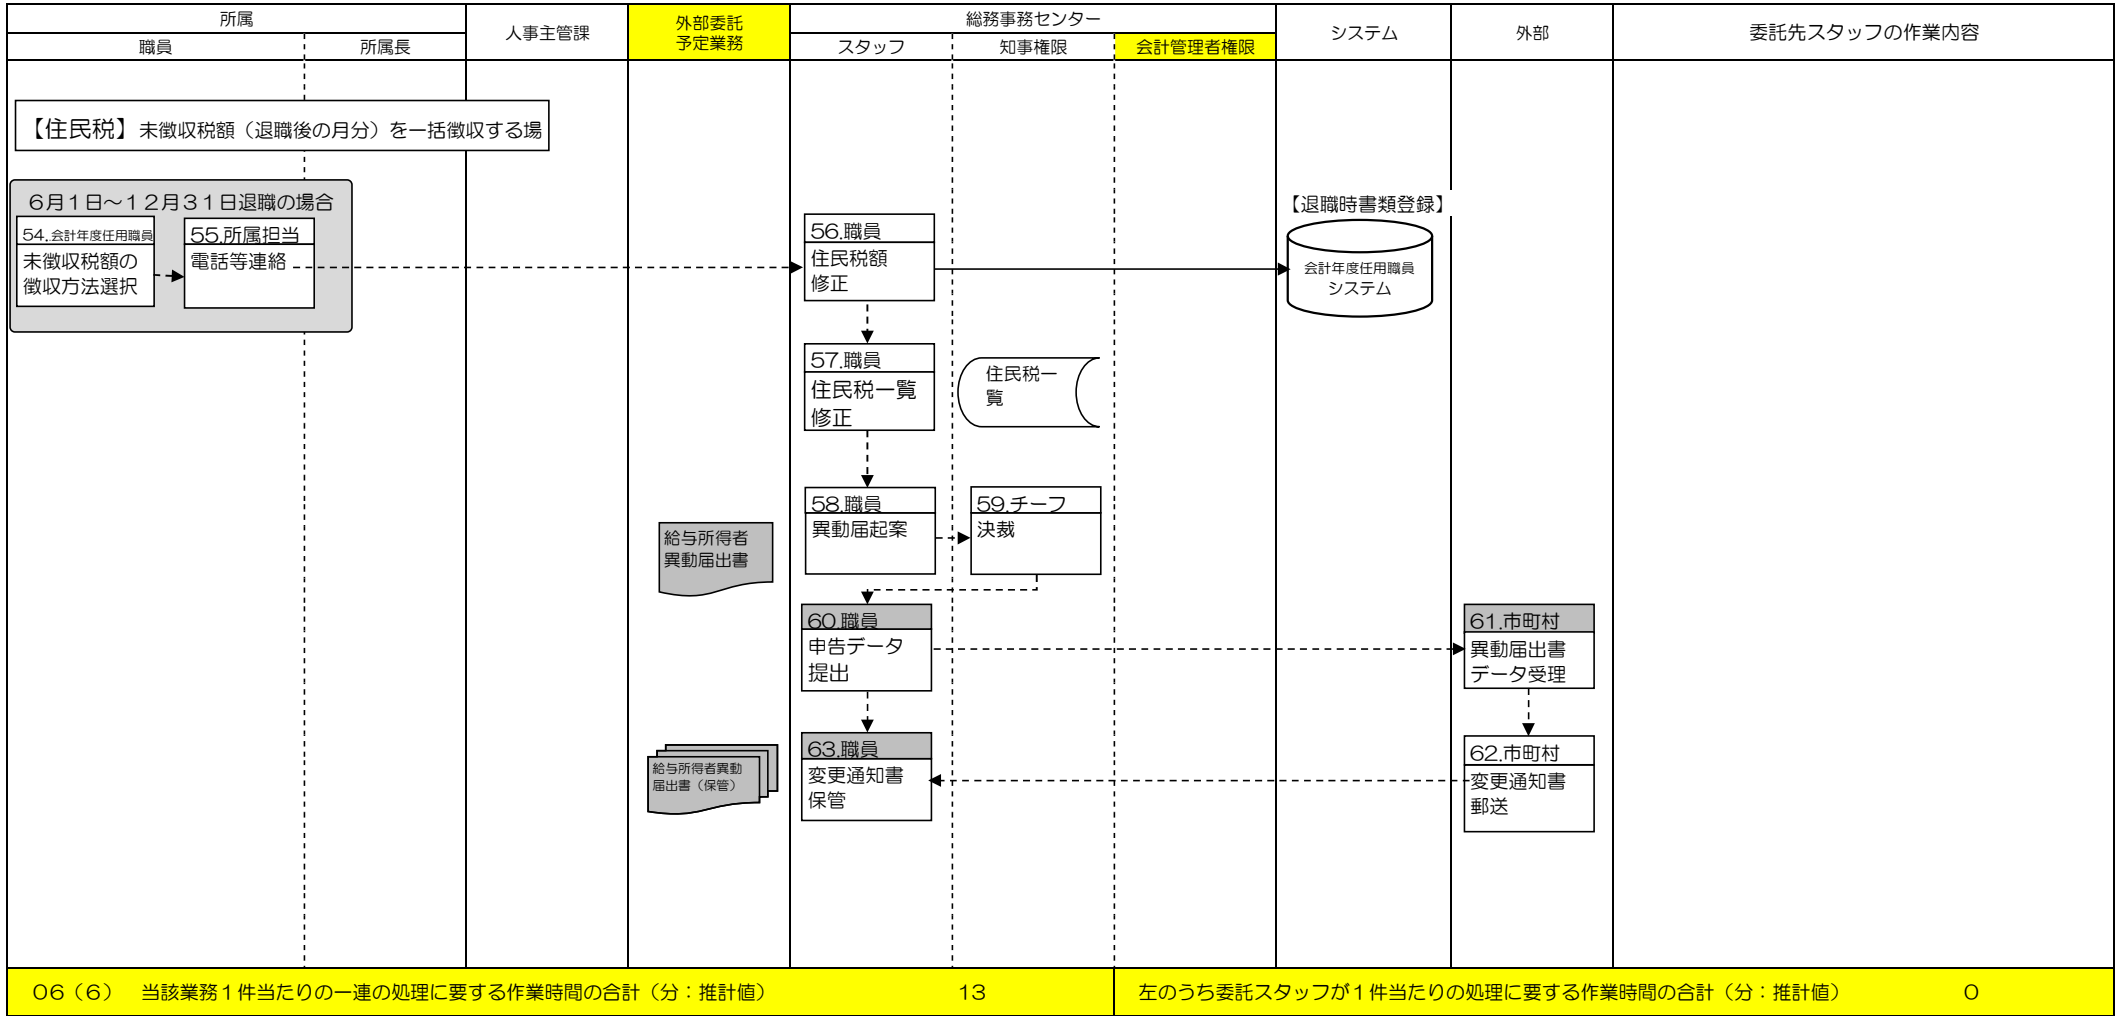 所属
職員
所属長
人事主管課
外部委託
予定業務
総務事務センター
スタッフ
知事権限
会計管理者権限
システム
外部
委託先スタッフの作業内容
【住民税】未徴収税額（退職後の月分）を一括徴収する場
６月１日～１２月３１日退職の場合
54.会計年度任用職員
未徴収税額の
徴収方法選択
55.所属担当
電話等連絡
56.職員
住民税額
修正
【退職時書類登録】
会計年度任用職員
システム
57.職員
住民税一覧
修正
住民税一
覧
58.職員
異動届起案
59.チーフ
決裁
給与所得者
異動届出書
60.職員
申告データ
提出
61.市町村
異動届出書
データ受理
63.職員
変更通知書
保管
62.市町村
変更通知書
郵送
給与所得者異動
届出書（保管）
０６（６）　当該業務１件当たりの一連の処理に要する作業時間の合計（分：推計値）　13
左のうち委託スタッフが１件当たりの処理に要する作業時間の合計（分：推計値）　0